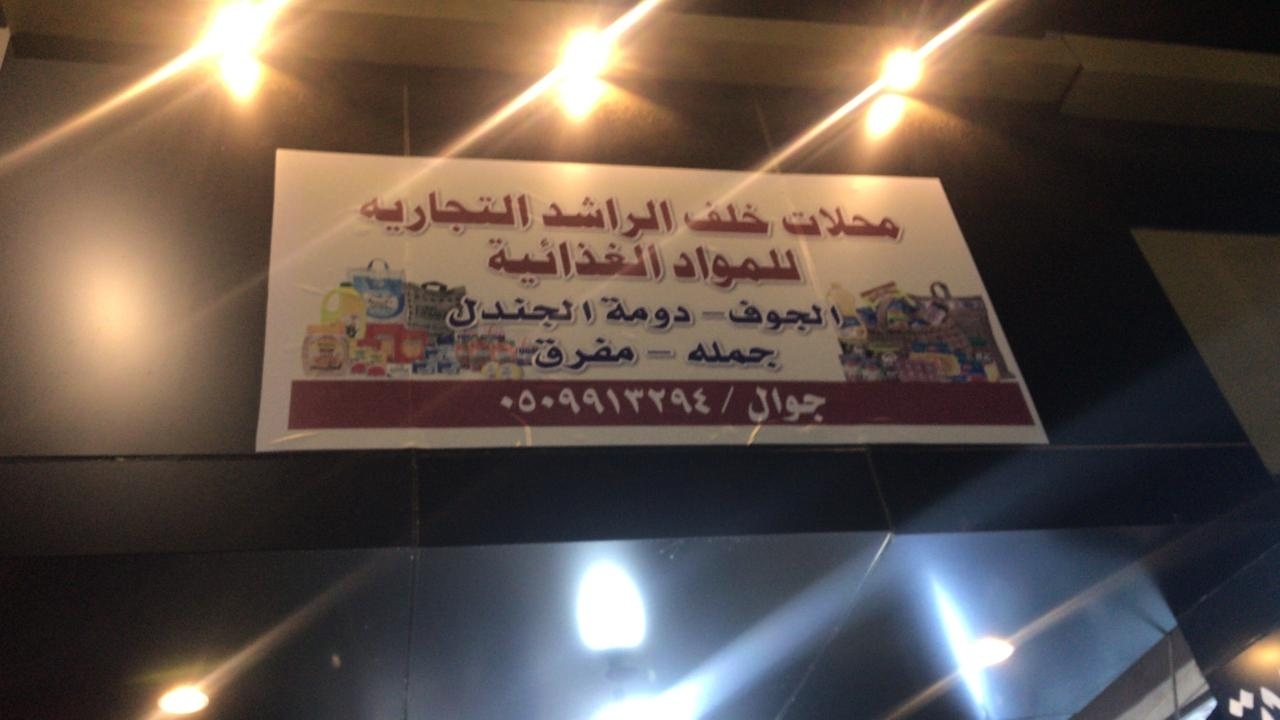 محلات خلف الراشد التجاريه
للمواد الغذائية
الجوف - دومة الجندل
جمله - مفرق
جوال / ٠٥٠٩٩١٣٢٩٤